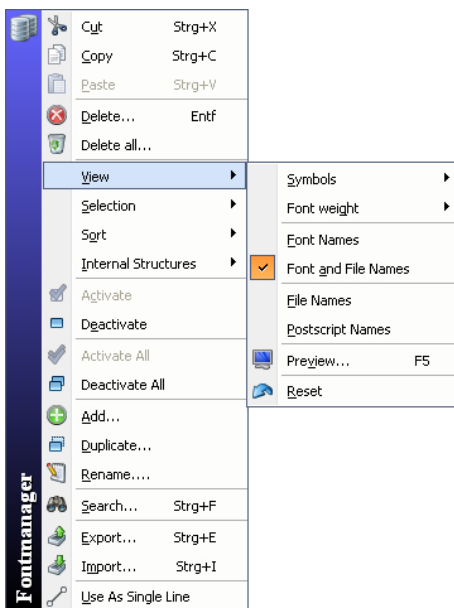 Cut Strg+X
Copy Strg+C
Paste Strg+V
Delete... Entf
Delete all...
View
Selection
Sort
Internal Structures
Activate
Deactivate
Activate All
Deactivate All
Add...
Duplicate...
Rename....
Search... Strg+F
Export... Strg+E
Import... Strg+I
Use As Single Line
Fontmanager
Symbols
Font weight
Font Names
Font and File Names
File Names
Postscript Names
Preview... F5
Reset